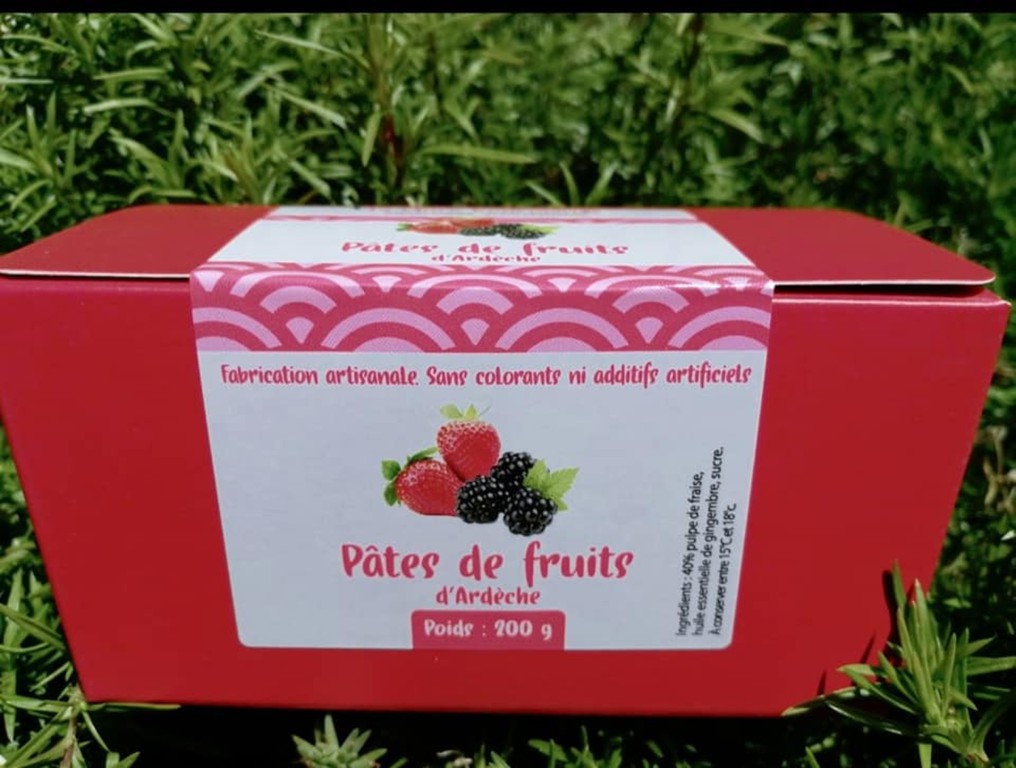 Pâtes de fruits
d'Ardèche
Fabrication artisanale. Sans colorants ni additifs artificiels
Pâtes de fruits
d'Ardèche
Poids : 200 g
Ingrédients : 40% pulpe de fraise,
huile essentielle de gingembre, sucre.
À conserver entre 15°C et 18°c